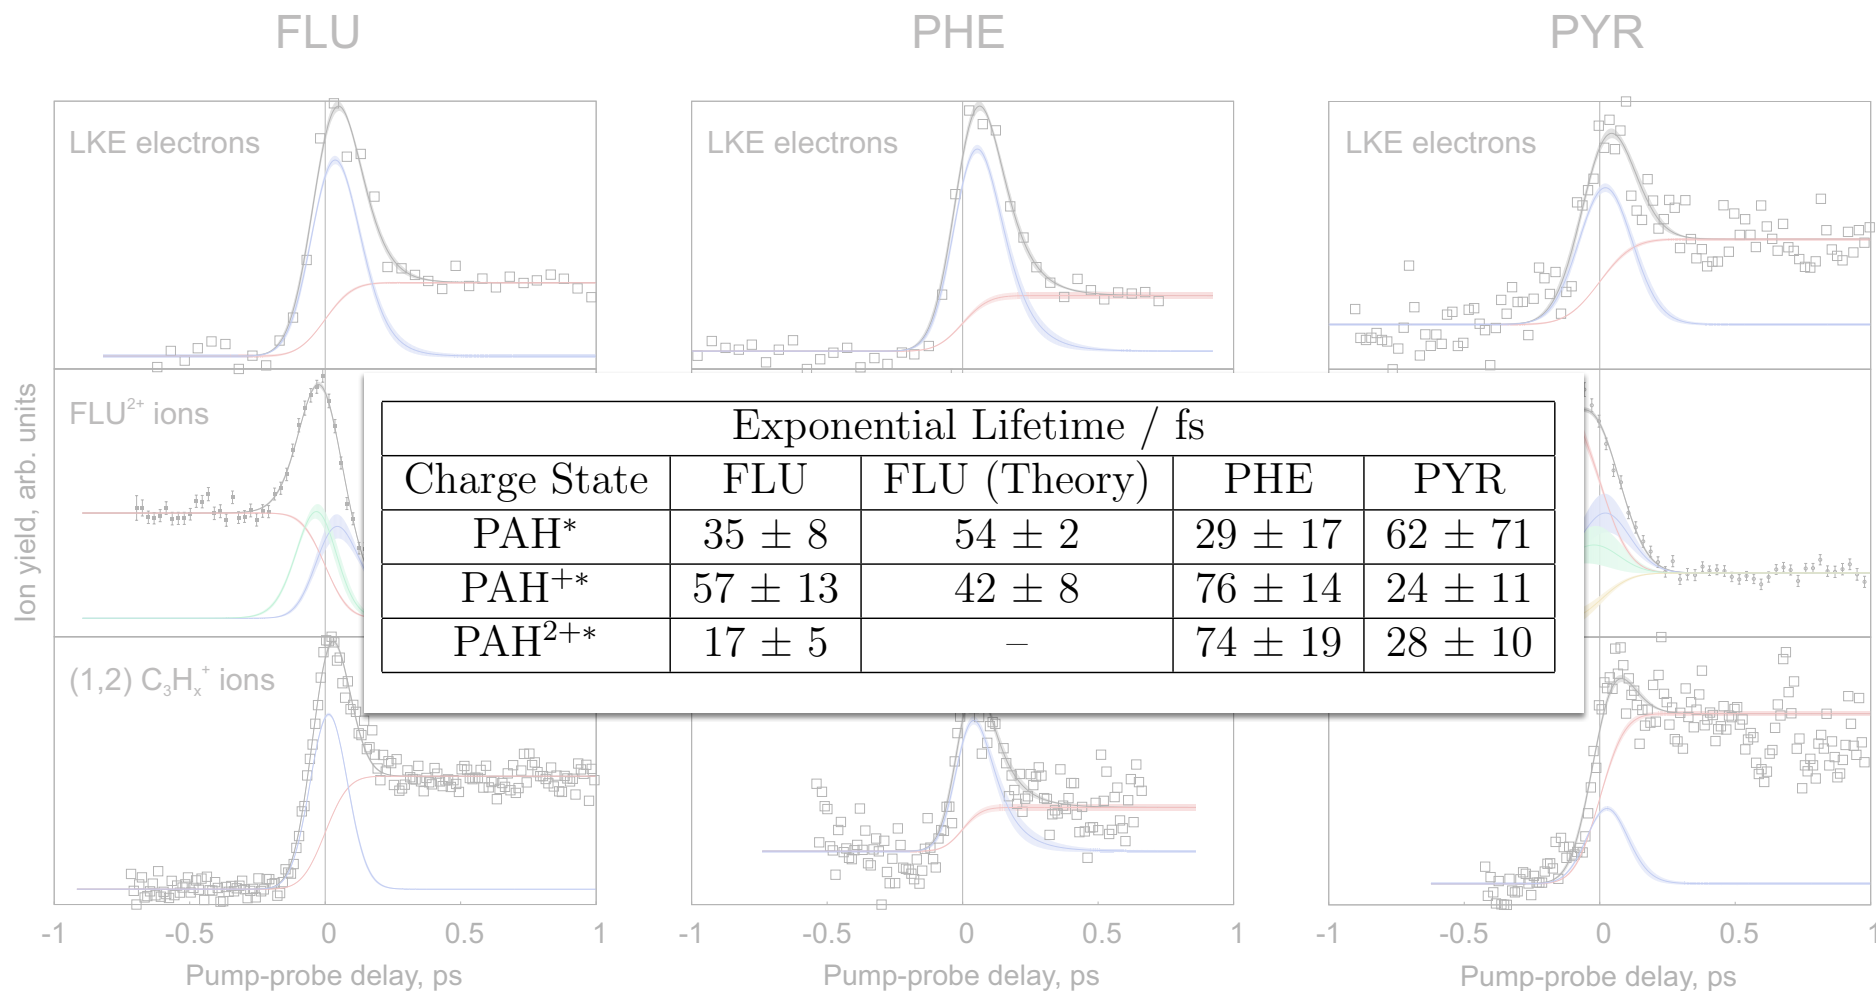 FLU PHE PYR
LKE electrons LKE electrons LKE electrons
Ion yield, arb. units
FLU²⁺ ions
Exponential Lifetime / fs
Charge State FLU FLU (Theory) PHE PYR
PAH* 35 ± 8 54 ± 2 29 ± 17 62 ± 71
PAH⁺* 57 ± 13 42 ± 8 76 ± 14 24 ± 11
PAH²⁺* 17 ± 5 – 74 ± 19 28 ± 10
(1,2) C₃Hₓ⁺ ions
-1 -0.5 0 0.5 1 -1 -0.5 0 0.5 1 -1 -0.5 0 0.5 1
Pump-probe delay, ps Pump-probe delay, ps Pump-probe delay, ps